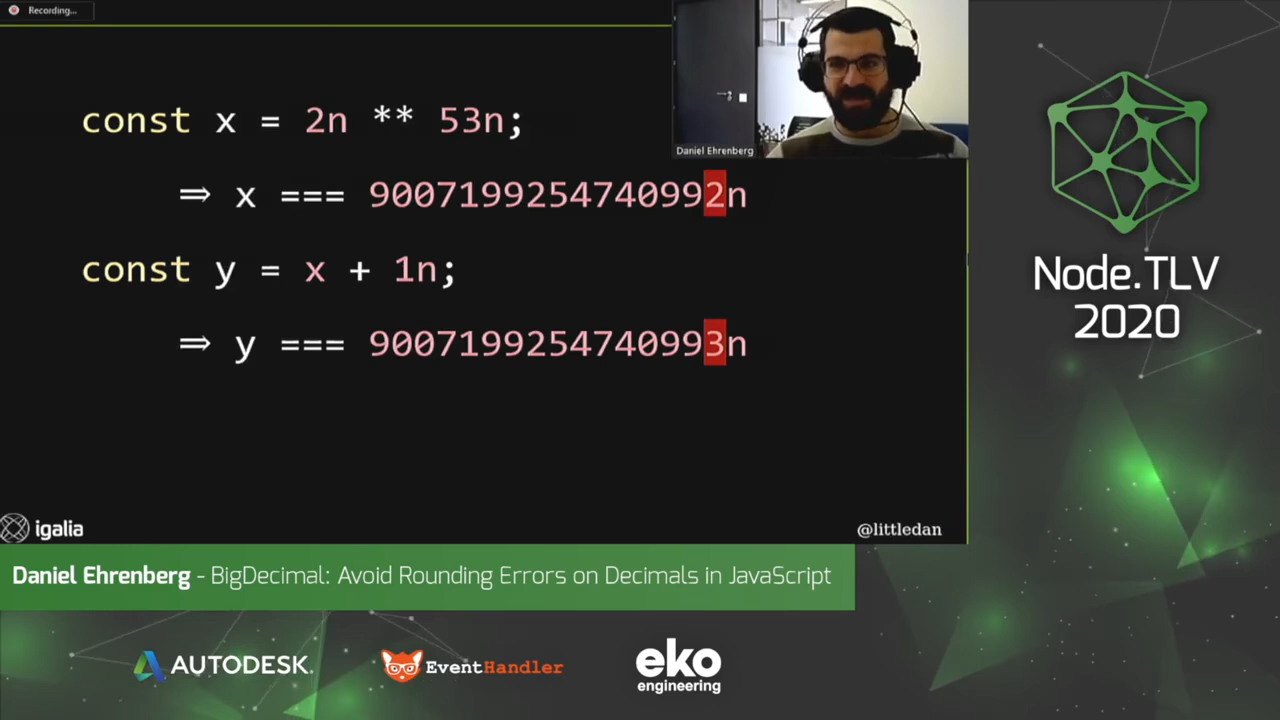 Recording...
const x = 2n ** 53n;
⇒ x === 9007199254740992n
const y = x + 1n;
⇒ y === 9007199254740993n
Daniel Ehrenberg
igalia
@littledan
Node.TLV
2020
Daniel Ehrenberg - BigDecimal: Avoid Rounding Errors on Decimals in JavaScript
AUTODESK.
EventHandler
eko
engineering